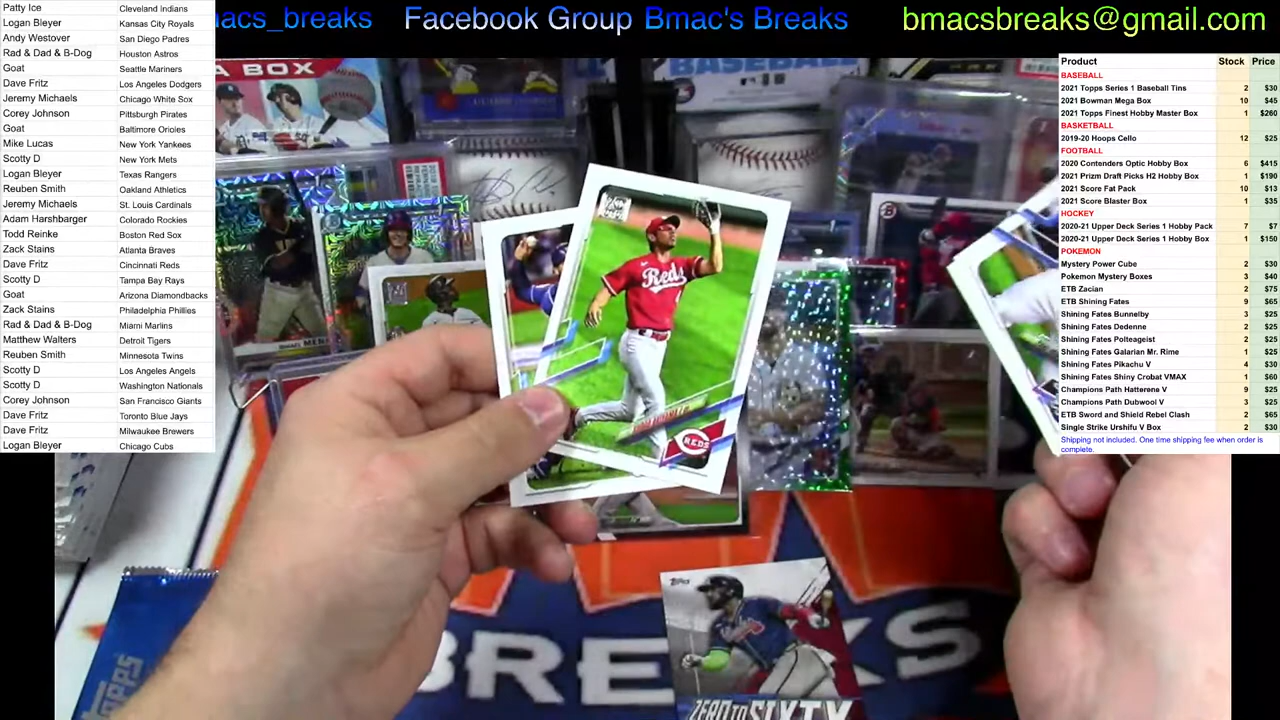 macs_breaks Facebook Group Bmac's Breaks bmacsbreaks@gmail.com
Patty Ice Cleveland Indians
Logan Bleyer Kansas City Royals
Andy Westover San Diego Padres
Rad & Dad & B-Dog Houston Astros
Goat Seattle Mariners
Dave Fritz Los Angeles Dodgers
Jeremy Michaels Chicago White Sox
Corey Johnson Pittsburgh Pirates
Goat Baltimore Orioles
Mike Lucas New York Yankees
Scotty D New York Mets
Logan Bleyer Texas Rangers
Reuben Smith Oakland Athletics
Jeremy Michaels St. Louis Cardinals
Adam Harshbarger Colorado Rockies
Todd Reinke Boston Red Sox
Zack Stains Atlanta Braves
Dave Fritz Cincinnati Reds
Scotty D Tampa Bay Rays
Goat Arizona Diamondbacks
Zack Stains Philadelphia Phillies
Rad & Dad & B-Dog Miami Marlins
Matthew Walters Detroit Tigers
Reuben Smith Minnesota Twins
Scotty D Los Angeles Angels
Scotty D Washington Nationals
Corey Johnson San Francisco Giants
Dave Fritz Toronto Blue Jays
Dave Fritz Milwaukee Brewers
Logan Bleyer Chicago Cubs
A BOX
BASEBALL
Reds
REDS
topps
Topps
BREAKS
ZERO TO SIXTY
Product Stock Price
BASEBALL
2021 Topps Series 1 Baseball Tins 2 $30
2021 Bowman Mega Box 10 $45
2021 Topps Finest Hobby Master Box 1 $260
BASKETBALL
2019-20 Hoops Cello 12 $25
FOOTBALL
2020 Contenders Optic Hobby Box 6 $415
2021 Prizm Draft Picks H2 Hobby Box 1 $190
2021 Score Fat Pack 10 $13
2021 Score Blaster Box 1 $35
HOCKEY
2020-21 Upper Deck Series 1 Hobby Pack 7 $7
2020-21 Upper Deck Series 1 Hobby Box 1 $150
POKEMON
Mystery Power Cube 2 $30
Pokemon Mystery Boxes 3 $40
ETB Zacian 2 $75
ETB Shining Fates 9 $65
Shining Fates Bunnelby 3 $25
Shining Fates Dedenne 2 $25
Shining Fates Polteageist 2 $25
Shining Fates Galarian Mr. Rime 1 $25
Shining Fates Pikachu V 4 $30
Shining Fates Shiny Crobat VMAX 1 $60
Champions Path Hatterene V 9 $25
Champions Path Dubwool V 3 $25
ETB Sword and Shield Rebel Clash 2 $65
Single Strike Urshifu V Box 2 $30
Shipping not included. One time shipping fee when order is
complete.